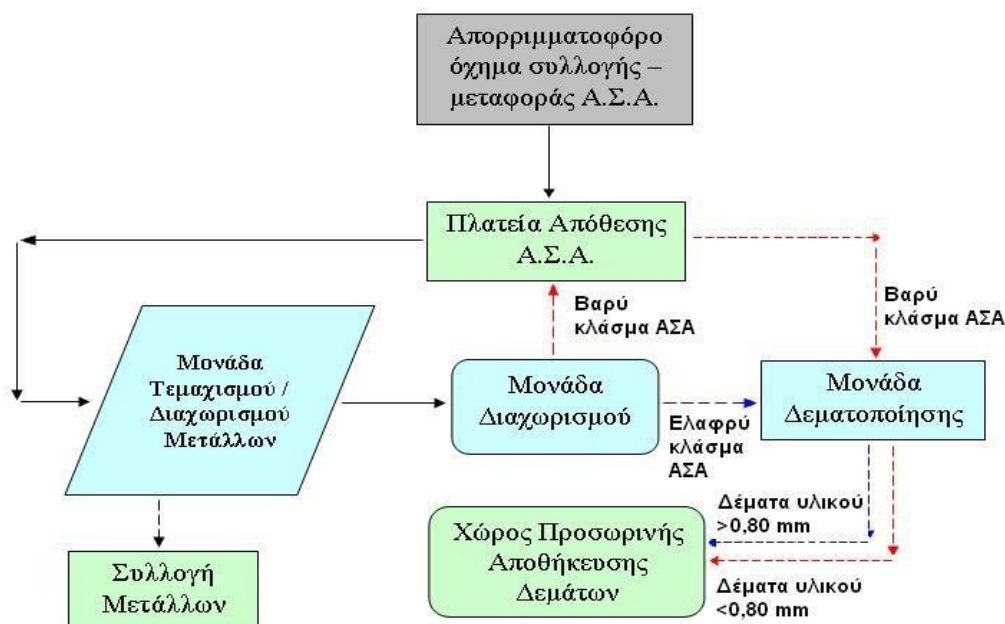 Απορριμματοφόρο
όχημα συλλογής –
μεταφοράς Α.Σ.Α.
Πλατεία Απόθεσης
Α.Σ.Α.
Βαρύ
κλάσμα ΑΣΑ
Βαρύ
κλάσμα ΑΣΑ
Μονάδα
Τεμαχισμού /
Διαχωρισμού
Μετάλλων
Μονάδα
Διαχωρισμού
Ελαφρύ
κλάσμα
ΑΣΑ
Μονάδα
Δεματοποίησης
Δέματα υλικού
>0,80 mm
Χώρος Προσωρινής
Αποθήκευσης
Δεμάτων
Δέματα υλικού
<0,80 mm
Συλλογή
Μετάλλων